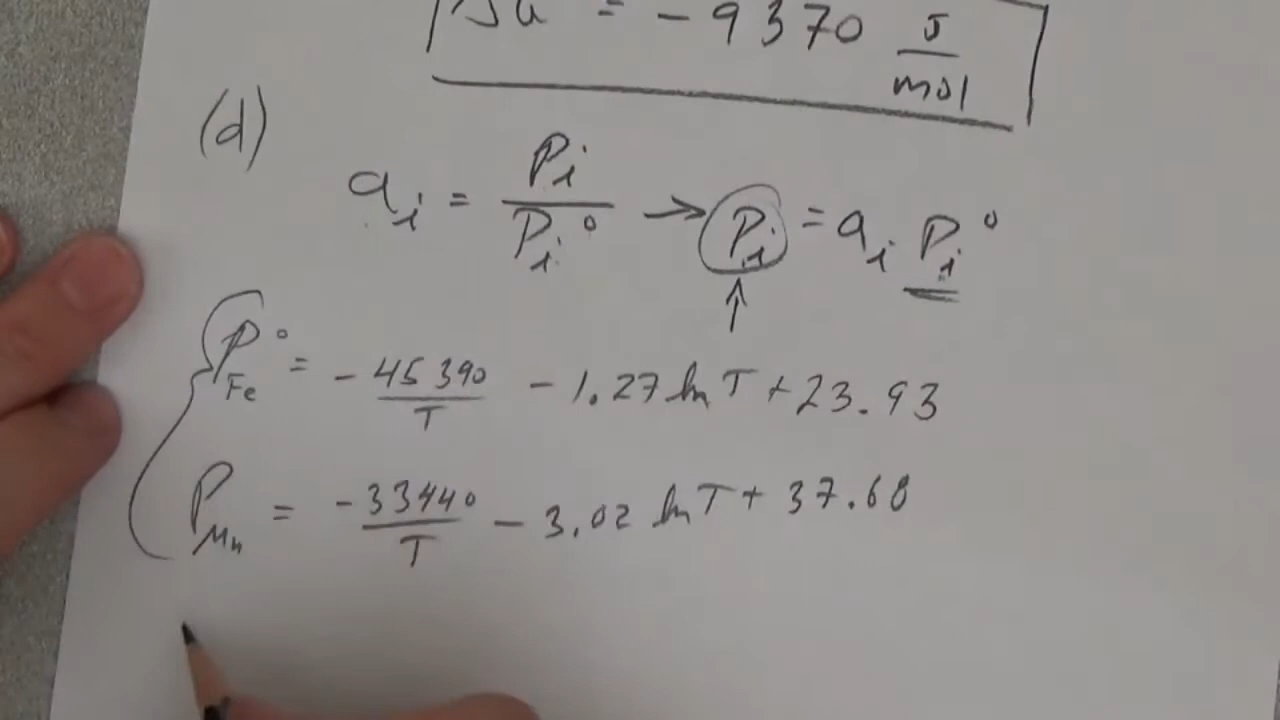 = - 9370 J/mol
(d)
a_i = P_i / P_i° → P_i = a_i P_i°
↑
P°_Fe = - 45390/T - 1.27 ln T + 23.93
P_Mn = -33440/T - 3.02 ln T + 37.68